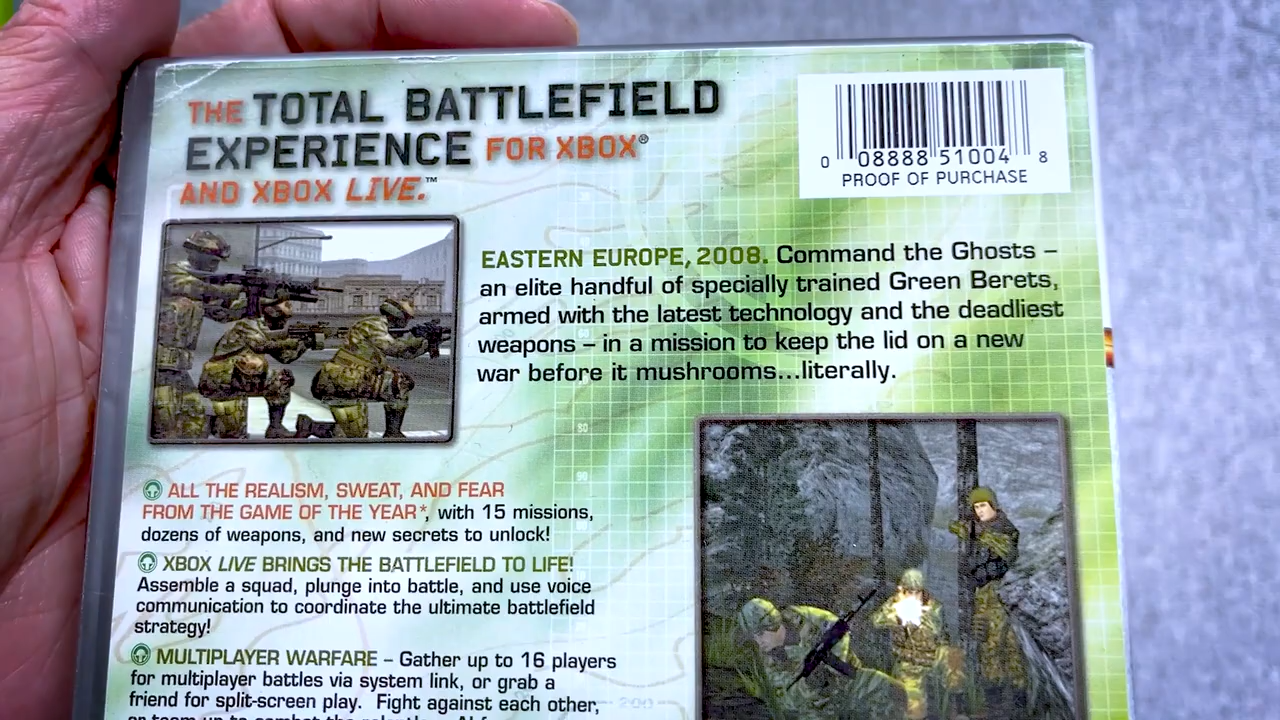 THE TOTAL BATTLEFIELD
EXPERIENCE FOR XBOX®
AND XBOX LIVE.™
0 08888 51004 8
PROOF OF PURCHASE
EASTERN EUROPE, 2008. Command the Ghosts –
an elite handful of specially trained Green Berets,
armed with the latest technology and the deadliest
weapons – in a mission to keep the lid on a new
war before it mushrooms...literally.
ALL THE REALISM, SWEAT, AND FEAR
FROM THE GAME OF THE YEAR*, with 15 missions,
dozens of weapons, and new secrets to unlock!
XBOX LIVE BRINGS THE BATTLEFIELD TO LIFE!
Assemble a squad, plunge into battle, and use voice
communication to coordinate the ultimate battlefield
strategy!
MULTIPLAYER WARFARE – Gather up to 16 players
for multiplayer battles via system link, or grab a
friend for split-screen play. Fight against each other,
80
90
200